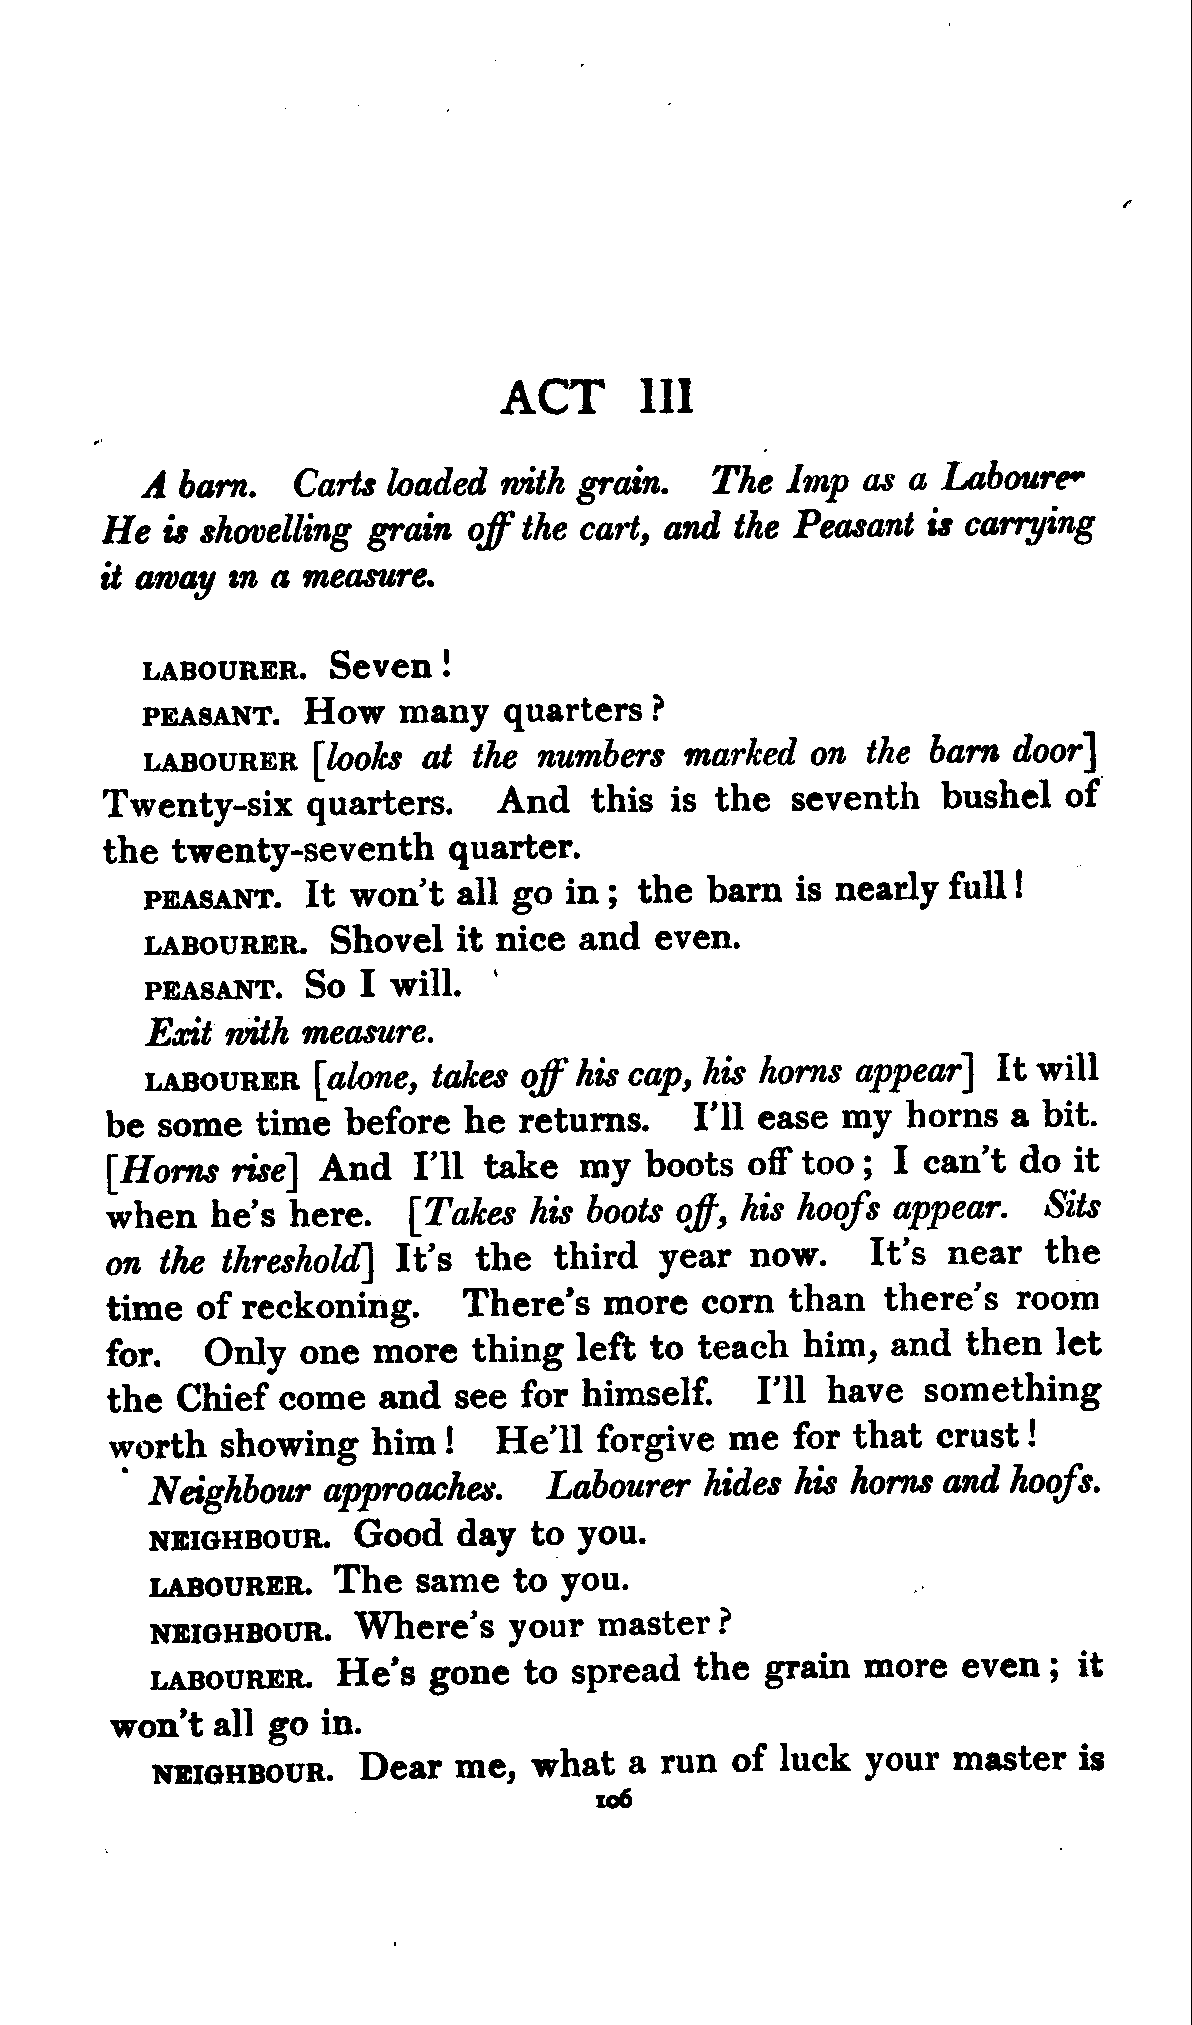 ACT III
A barn. Carts loaded with grain. The Imp as a Labourer
He is shovelling grain off the cart, and the Peasant is carrying
it away in a measure.
LABOURER. Seven!
PEASANT. How many quarters?
LABOURER [looks at the numbers marked on the barn door]
Twenty-six quarters. And this is the seventh bushel of
the twenty-seventh quarter.
PEASANT. It won't all go in; the barn is nearly full!
LABOURER. Shovel it nice and even.
PEASANT. So I will.
Exit with measure.
LABOURER [alone, takes off his cap, his horns appear] It will
be some time before he returns. I'll ease my horns a bit.
[Horns rise] And I'll take my boots off too; I can't do it
when he's here. [Takes his boots off, his hoofs appear. Sits
on the threshold] It's the third year now. It's near the
time of reckoning. There's more corn than there's room
for. Only one more thing left to teach him, and then let
the Chief come and see for himself. I'll have something
worth showing him! He'll forgive me for that crust!
Neighbour approaches. Labourer hides his horns and hoofs.
NEIGHBOUR. Good day to you.
LABOURER. The same to you.
NEIGHBOUR. Where's your master?
LABOURER. He's gone to spread the grain more even; it
won't all go in.
NEIGHBOUR. Dear me, what a run of luck your master is
106